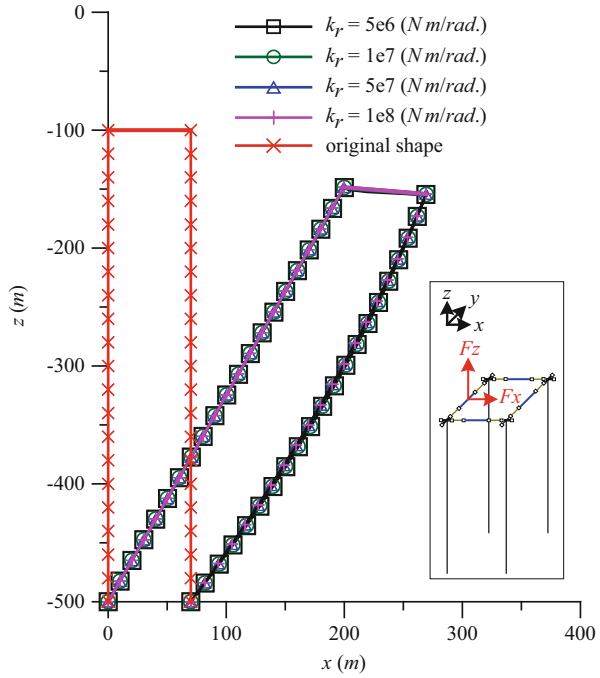 0
-100
-200
-300
-400
-500
z (m)
k_r = 5e6 (N m/rad.)
k_r = 1e7 (N m/rad.)
k_r = 5e7 (N m/rad.)
k_r = 1e8 (N m/rad.)
original shape
z
y
x
Fz
Fx
0 100 200 300 400
x (m)